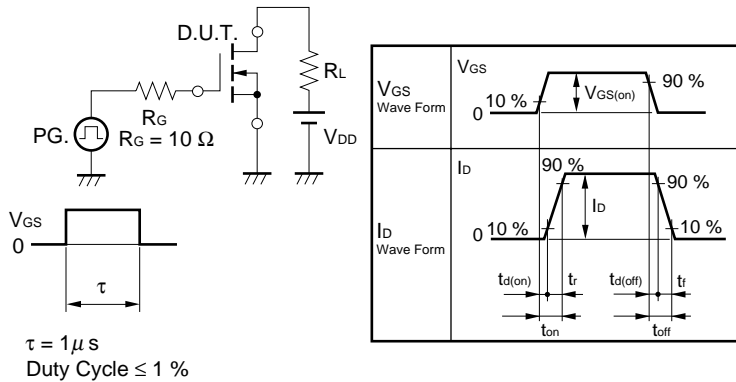 D.U.T.
RL
RG
PG.
RG = 10 Ω
VDD
VGS
0
τ
τ = 1μ s
Duty Cycle ≤ 1 %
VGS
Wave Form
VGS
10 %
0
VGS(on)
90 %
ID
Wave Form
ID
90 %
90 %
ID
0
10 %
10 %
td(on)
tr
td(off)
tf
ton
toff